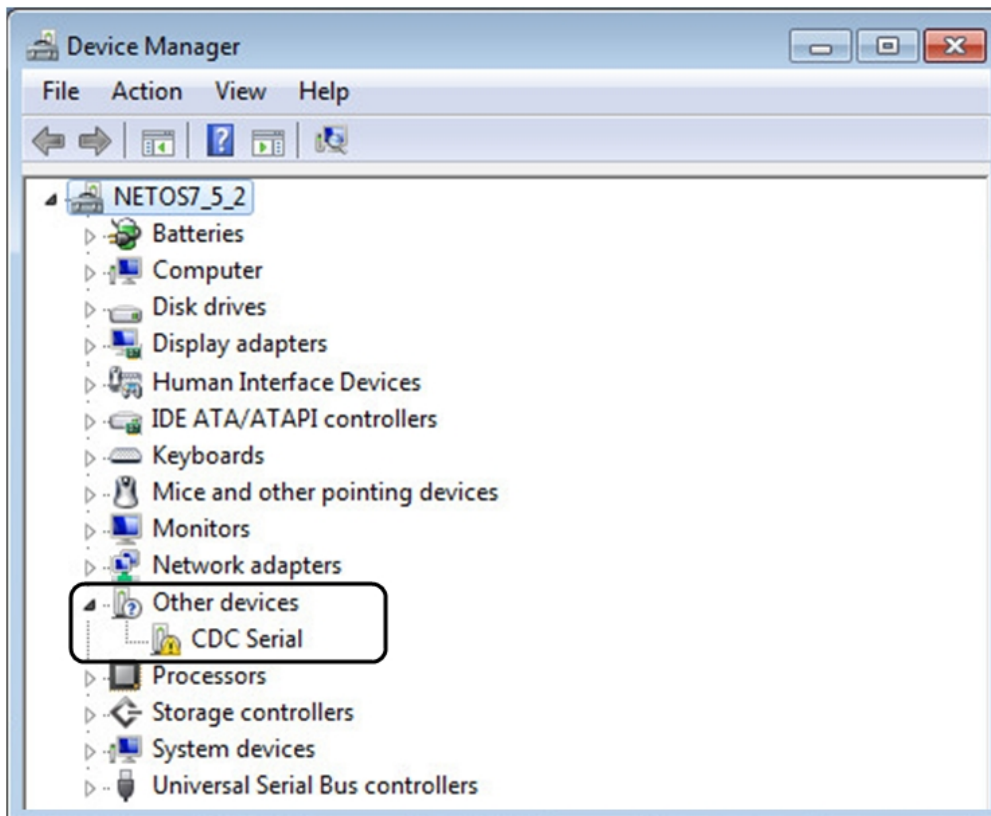 Device Manager
File Action View Help
NETOS7_5_2
Batteries
Computer
Disk drives
Display adapters
Human Interface Devices
IDE ATA/ATAPI controllers
Keyboards
Mice and other pointing devices
Monitors
Network adapters
Other devices
CDC Serial
Processors
Storage controllers
System devices
Universal Serial Bus controllers